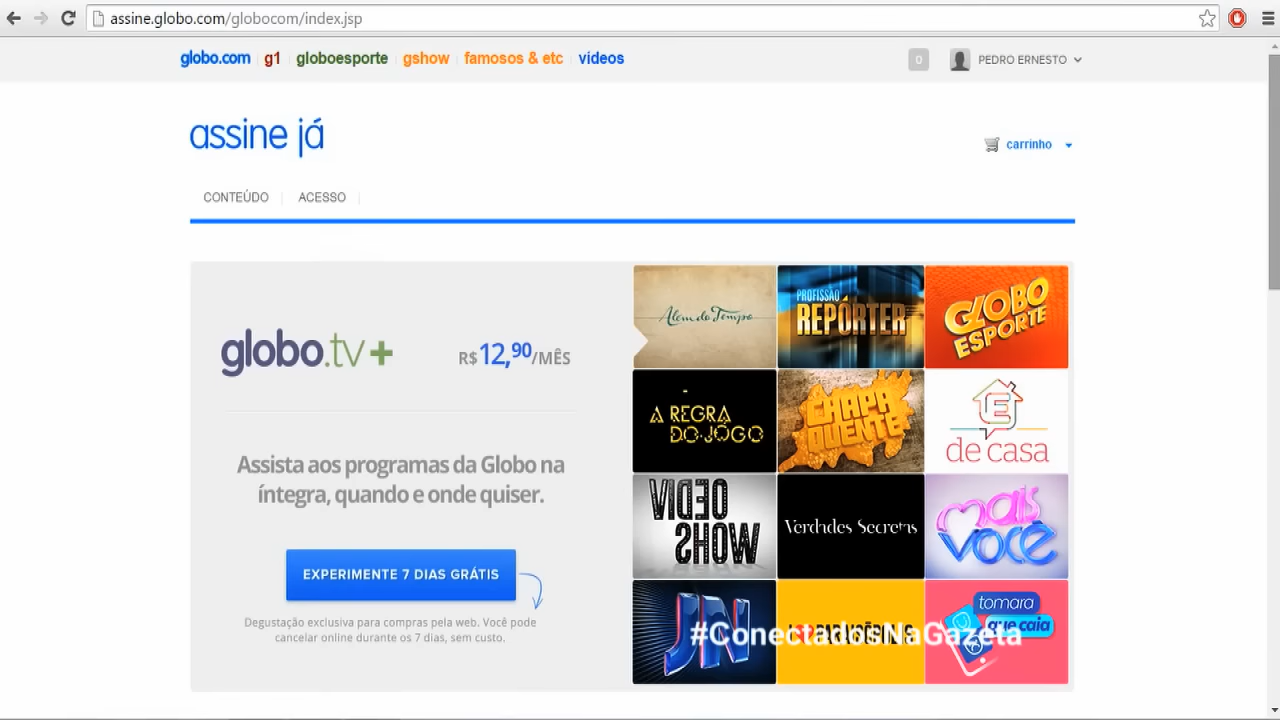 assine.globo.com/globocom/index.jsp
globo.com g1 globoesporte gshow famosos & etc vídeos
0 PEDRO ERNESTO
assine já
carrinho
CONTEÚDO ACESSO
globo.tv+
R$12,90/MÊS
Assista aos programas da Globo na
íntegra, quando e onde quiser.
EXPERIMENTE 7 DIAS GRÁTIS
Degustação exclusiva para compras pela web. Você pode
cancelar online durante os 7 dias, sem custo.
Além do Tempo
PROFISSÃO
REPÓRTER
GLOBO
ESPORTE
A REGRA
DO JOGO
CHAPA
QUENTE
É
de casa
VIDEO
SHOW
Verdades Secretas
mais
você
JN
tomara
que caia
#ConectadosNaGazeta